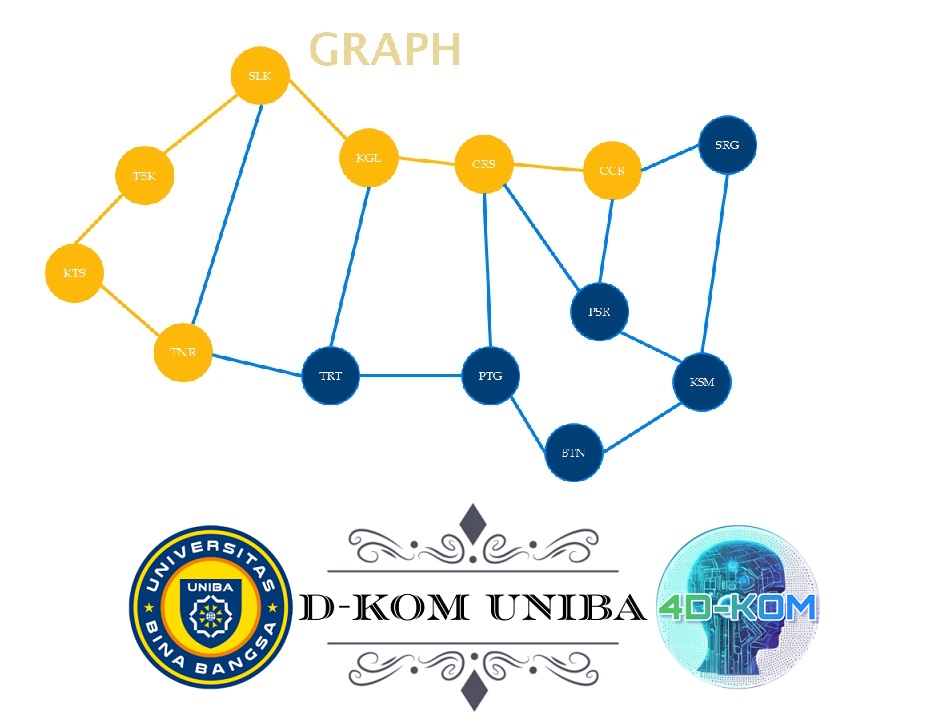 GRAPH
SLK
KGL
CRS
CCR
SRG
TBK
KTS
TNR
TRT
PTG
PSR
KSM
BTN
UNIVERSITAS
UNIBA
BINA BANGSA
D-KOM UNIBA
4D-KOM